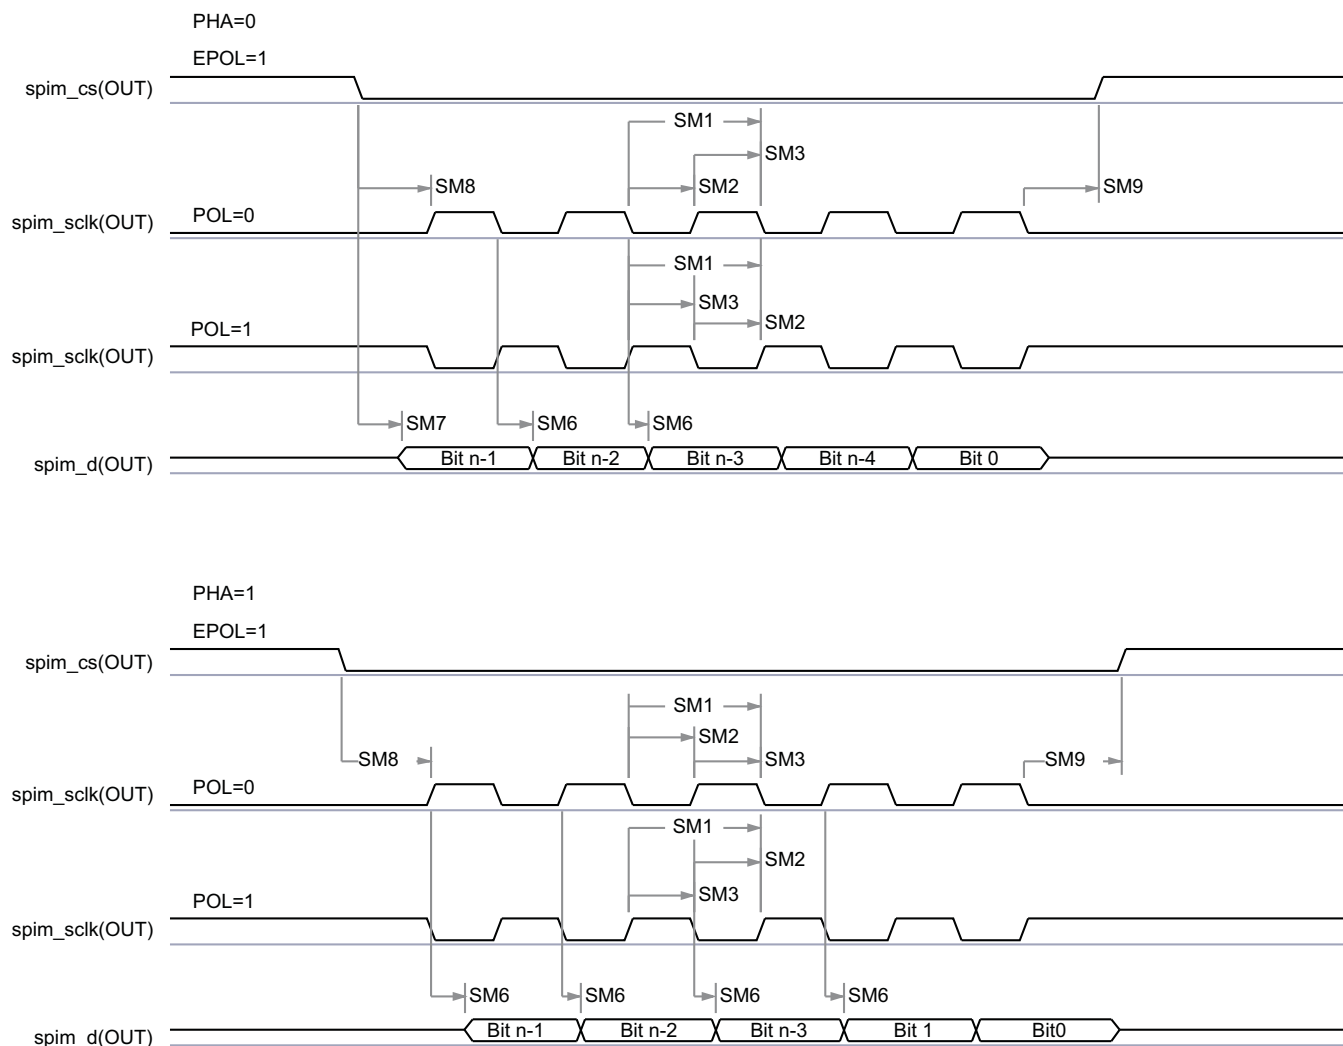 PHA=0
EPOL=1
spim_cs(OUT)
SM1
SM3
SM8
SM2
SM9
POL=0
spim_sclk(OUT)
SM1
SM3
SM2
POL=1
spim_sclk(OUT)
SM7
SM6
SM6
spim_d(OUT)
Bit n-1
Bit n-2
Bit n-3
Bit n-4
Bit 0
PHA=1
EPOL=1
spim_cs(OUT)
SM1
SM2
SM8
SM3
SM9
POL=0
spim_sclk(OUT)
SM1
SM2
SM3
POL=1
spim_sclk(OUT)
SM6
SM6
SM6
SM6
spim_d(OUT)
Bit n-1
Bit n-2
Bit n-3
Bit 1
Bit0